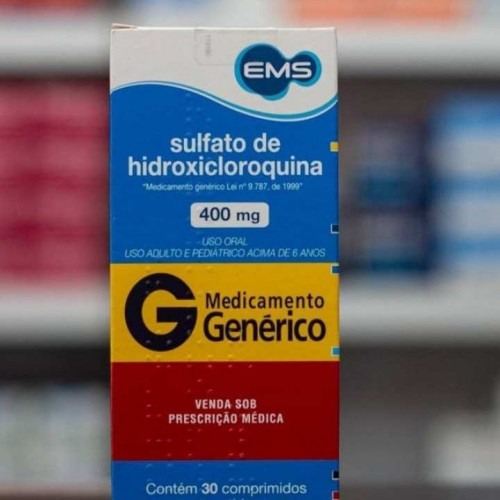 EMS
sulfato de
hidroxicloroquina
"Medicamento genérico Lei nº 9.787, de 1999"
400 mg
USO ORAL
USO ADULTO E PEDIÁTRICO ACIMA DE 6 ANOS
G Medicamento
Genérico
VENDA SOB
PRESCRIÇÃO MÉDICA
Contém 30 comprimidos